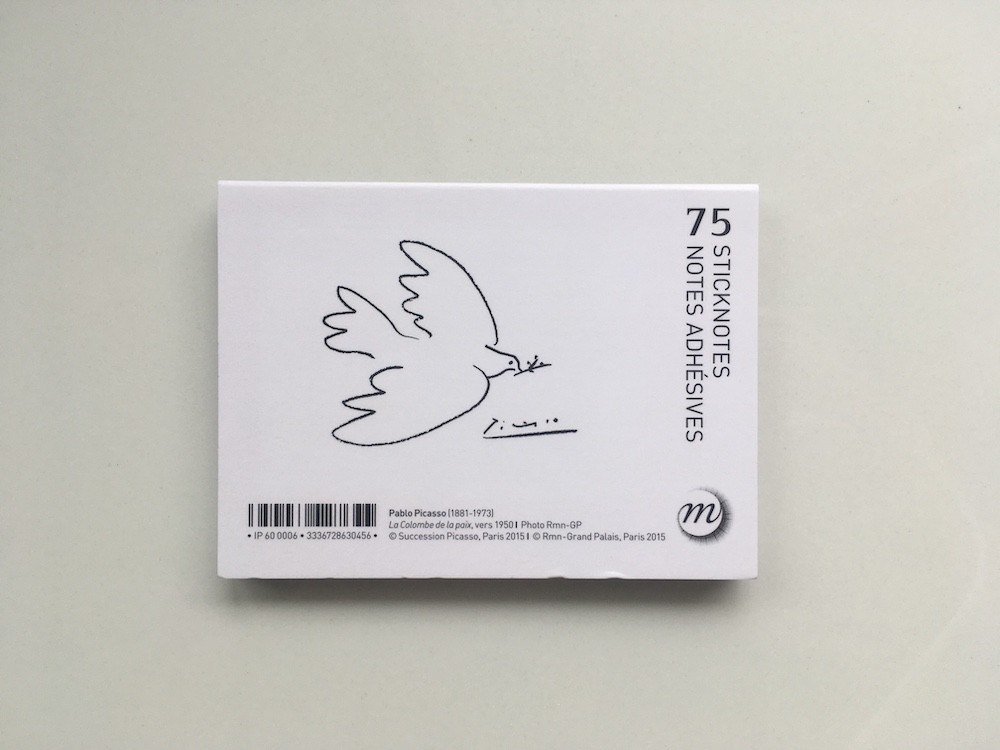 75 STICKNOTES
NOTES ADHÉSIVES
Picasso
Pablo Picasso (1881-1973)
La Colombe de la paix, vers 1950 I Photo Rmn-GP
© Succession Picasso, Paris 2015 I © Rmn-Grand Palais, Paris 2015
• IP 60 0006 • 3336728630456 •
m